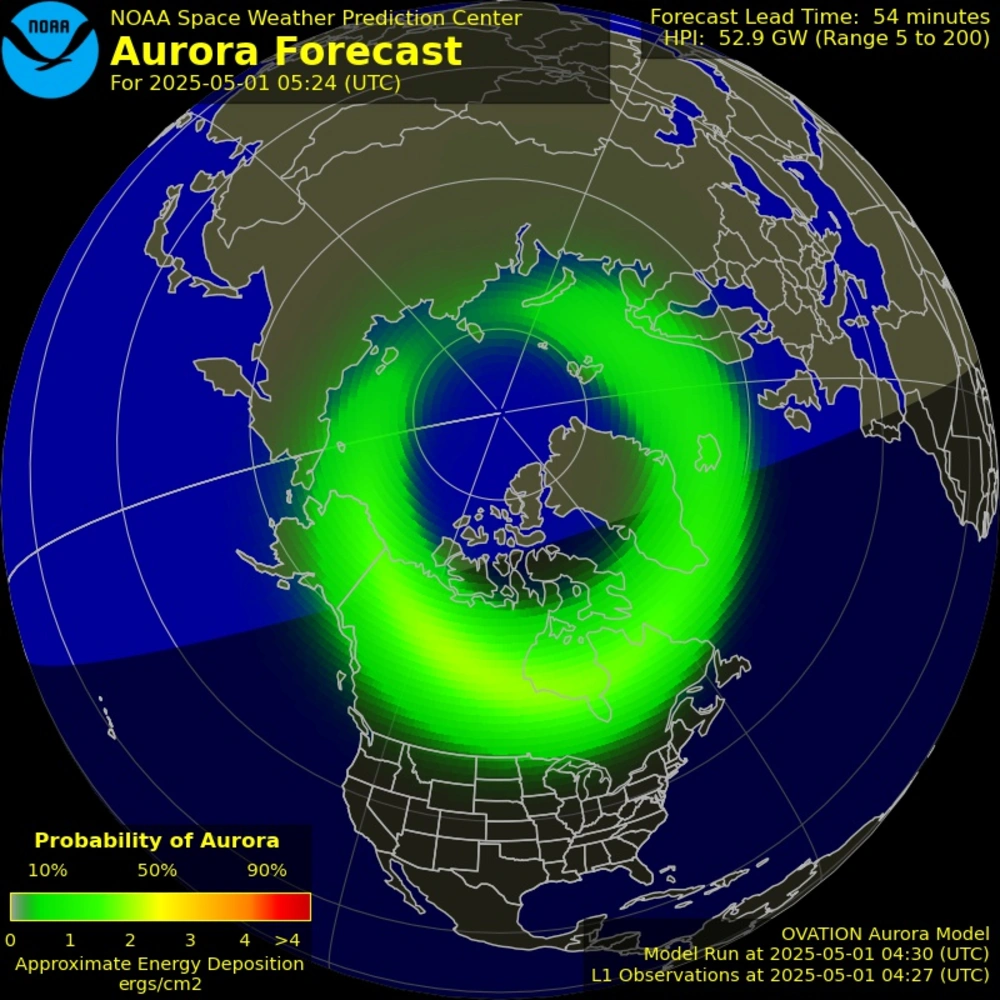 NOAA
NOAA Space Weather Prediction Center
Aurora Forecast
For 2025-05-01 05:24 (UTC)
Forecast Lead Time: 54 minutes
HPI: 52.9 GW (Range 5 to 200)
Probability of Aurora
10% 50% 90%
0 1 2 3 4 >4
Approximate Energy Deposition
ergs/cm2
OVATION Aurora Model
Model Run at 2025-05-01 04:30 (UTC)
L1 Observations at 2025-05-01 04:27 (UTC)